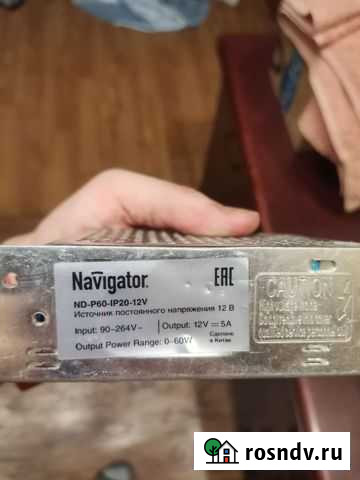 Navigator
EAC
ND-P60-IP20-12V
Источник постоянного напряжения 12 В
Input: 90-264V~ Output: 12V⎓5A
Output Power Range: 0-60W Сделано
в Китае
CAUTION
rosndv.ru